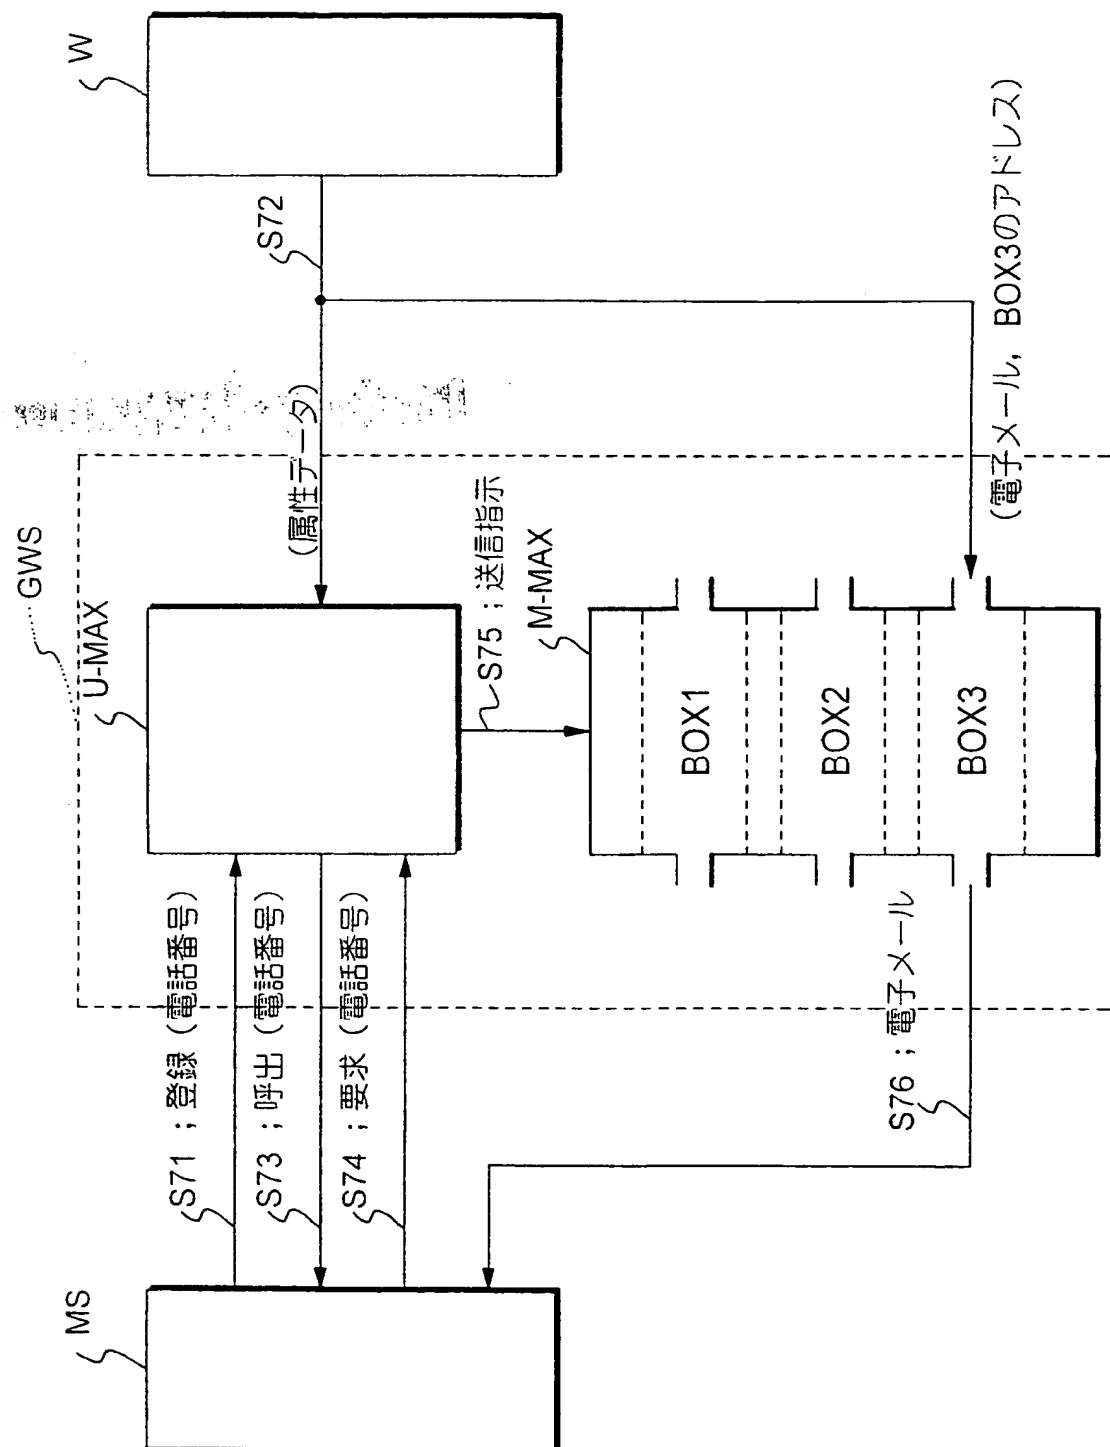 MS
GWS
U-MAX
W
S71；登録（電話番号）
S73；呼出（電話番号）
S74；要求（電話番号）
(属性データ)
S72
S75；送信指示
M-MAX
BOX1
BOX2
BOX3
S76；電子メール
(電子メール, BOX3のアドレス)